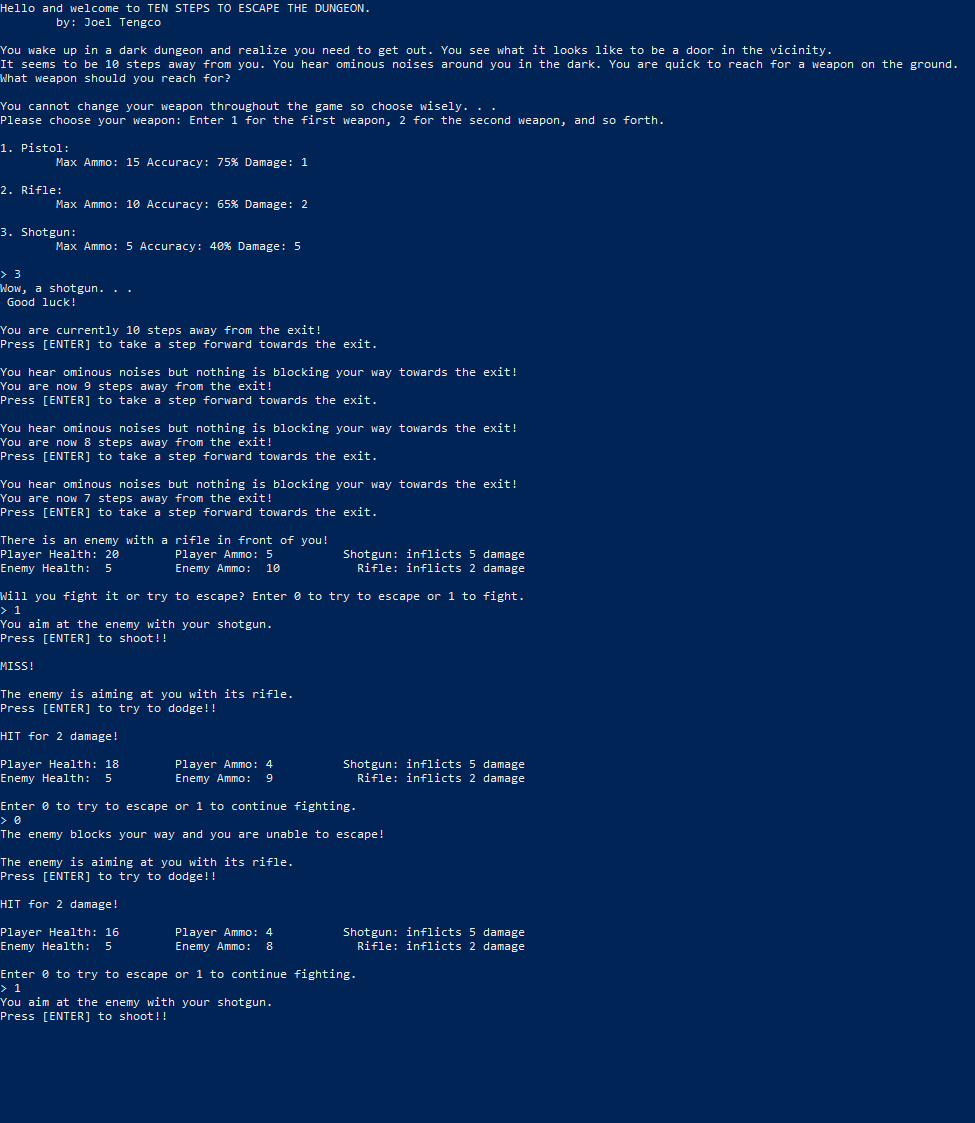 Hello and welcome to TEN STEPS TO ESCAPE THE DUNGEON.
by: Joel Tengco
You wake up in a dark dungeon and realize you need to get out. You see what it looks like to be a door in the vicinity.
It seems to be 10 steps away from you. You hear ominous noises around you in the dark. You are quick to reach for a weapon on the ground.
What weapon should you reach for?
You cannot change your weapon throughout the game so choose wisely. . .
Please choose your weapon: Enter 1 for the first weapon, 2 for the second weapon, and so forth.
1. Pistol:
Max Ammo: 15 Accuracy: 75% Damage: 1
2. Rifle:
Max Ammo: 10 Accuracy: 65% Damage: 2
3. Shotgun:
Max Ammo: 5 Accuracy: 40% Damage: 5
> 3
Wow, a shotgun. . .
Good luck!
You are currently 10 steps away from the exit!
Press [ENTER] to take a step forward towards the exit.
You hear ominous noises but nothing is blocking your way towards the exit!
You are now 9 steps away from the exit!
Press [ENTER] to take a step forward towards the exit.
You hear ominous noises but nothing is blocking your way towards the exit!
You are now 8 steps away from the exit!
Press [ENTER] to take a step forward towards the exit.
You hear ominous noises but nothing is blocking your way towards the exit!
You are now 7 steps away from the exit!
Press [ENTER] to take a step forward towards the exit.
There is an enemy with a rifle in front of you!
Player Health: 20 Player Ammo: 5 Shotgun: inflicts 5 damage
Enemy Health: 5 Enemy Ammo: 10 Rifle: inflicts 2 damage
Will you fight it or try to escape? Enter 0 to try to escape or 1 to fight.
> 1
You aim at the enemy with your shotgun.
Press [ENTER] to shoot!!
MISS!
The enemy is aiming at you with its rifle.
Press [ENTER] to try to dodge!!
HIT for 2 damage!
Player Health: 18 Player Ammo: 4 Shotgun: inflicts 5 damage
Enemy Health: 5 Enemy Ammo: 9 Rifle: inflicts 2 damage
Enter 0 to try to escape or 1 to continue fighting.
> 0
The enemy blocks your way and you are unable to escape!
The enemy is aiming at you with its rifle.
Press [ENTER] to try to dodge!!
HIT for 2 damage!
Player Health: 16 Player Ammo: 4 Shotgun: inflicts 5 damage
Enemy Health: 5 Enemy Ammo: 8 Rifle: inflicts 2 damage
Enter 0 to try to escape or 1 to continue fighting.
> 1
You aim at the enemy with your shotgun.
Press [ENTER] to shoot!!